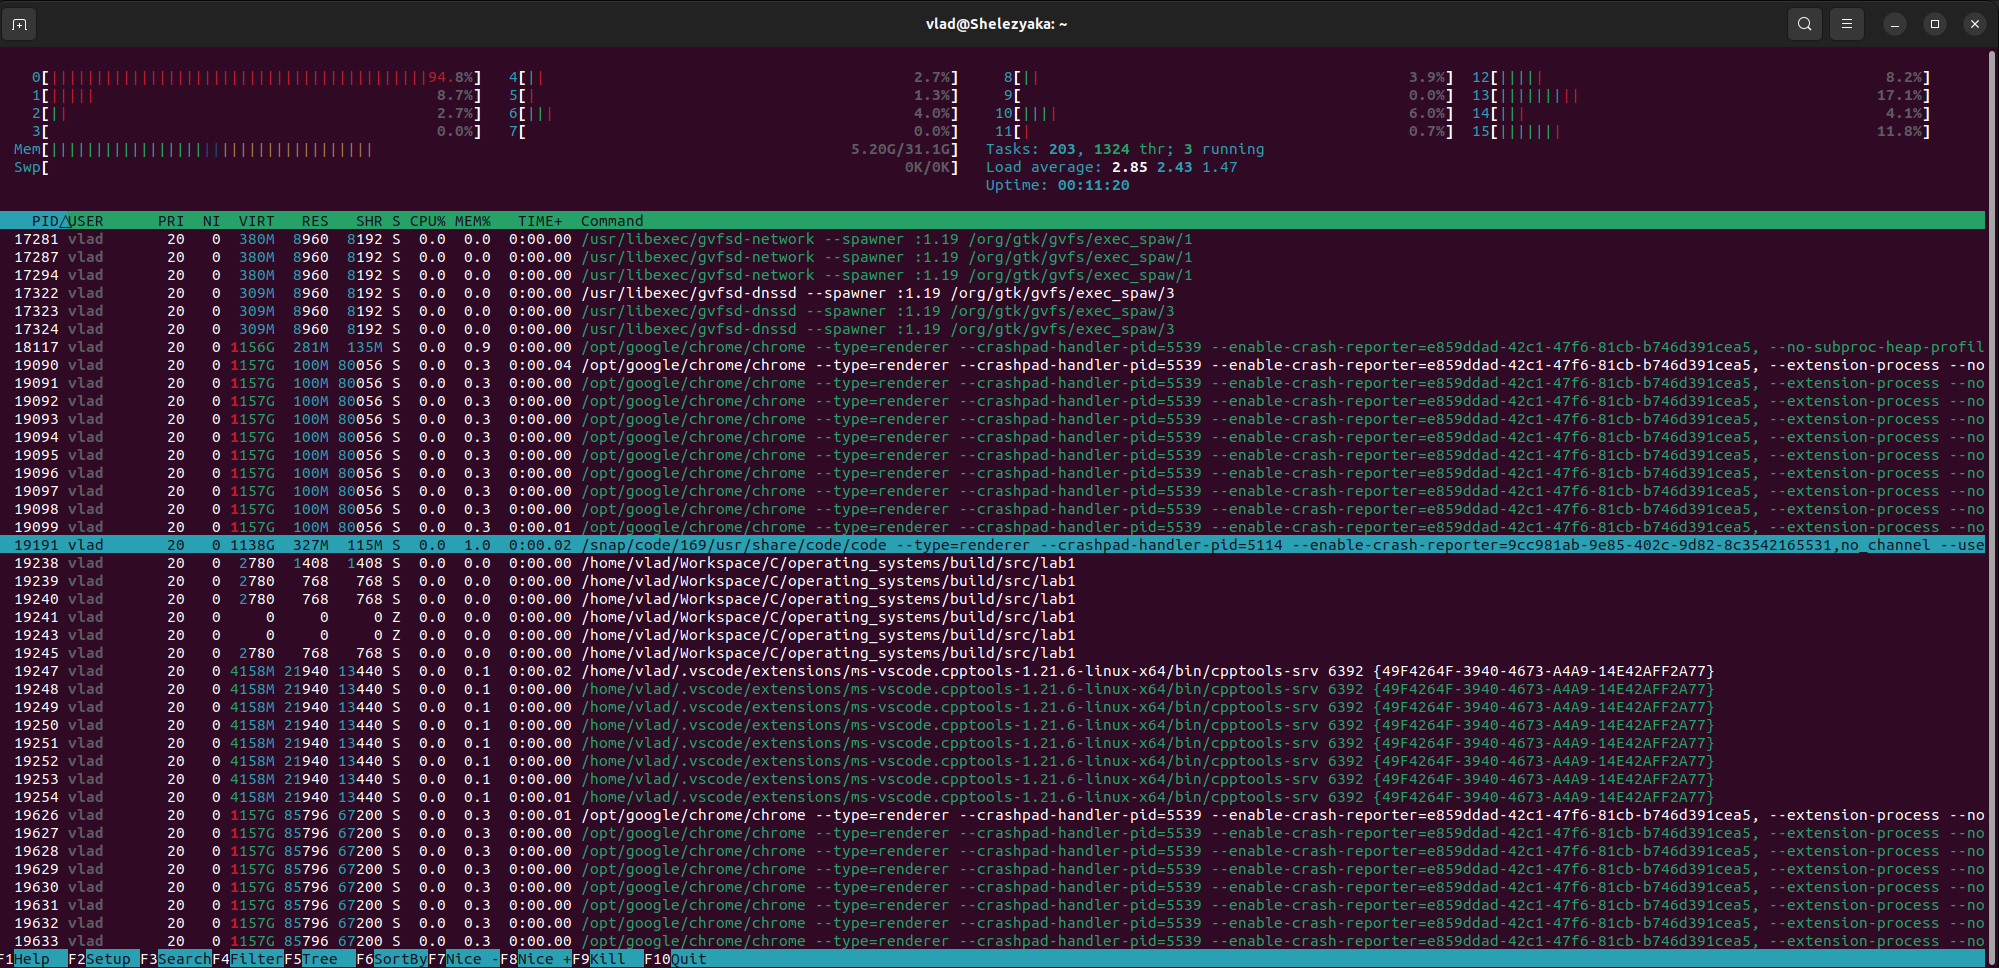 vlad@Shelezyaka: ~
0[||||||||||||||||||||||||||||||||||||||||||94.8%] 4[|| 2.7%] 8[|| 3.9%] 12[||||| 8.2%]
1[||||| 8.7%] 5[| 1.3%] 9[ 0.0%] 13[||||||||| 17.1%]
2[|| 2.7%] 6[||| 4.0%] 10[|||| 6.0%] 14[||| 4.1%]
3[ 0.0%] 7[ 0.0%] 11[| 0.7%] 15[||||||| 11.8%]
Mem[|||||||||||||||||||||||||||||||||||| 5.20G/31.1G] Tasks: 203, 1324 thr; 3 running
Swp[ 0K/0K] Load average: 2.85 2.43 1.47
Uptime: 00:11:20
PID△USER PRI NI VIRT RES SHR S CPU% MEM% TIME+ Command
17281 vlad 20 0 380M 8960 8192 S 0.0 0.0 0:00.00 /usr/libexec/gvfsd-network --spawner :1.19 /org/gtk/gvfs/exec_spaw/1
17287 vlad 20 0 380M 8960 8192 S 0.0 0.0 0:00.00 /usr/libexec/gvfsd-network --spawner :1.19 /org/gtk/gvfs/exec_spaw/1
17294 vlad 20 0 380M 8960 8192 S 0.0 0.0 0:00.00 /usr/libexec/gvfsd-network --spawner :1.19 /org/gtk/gvfs/exec_spaw/1
17322 vlad 20 0 309M 8960 8192 S 0.0 0.0 0:00.00 /usr/libexec/gvfsd-dnssd --spawner :1.19 /org/gtk/gvfs/exec_spaw/3
17323 vlad 20 0 309M 8960 8192 S 0.0 0.0 0:00.00 /usr/libexec/gvfsd-dnssd --spawner :1.19 /org/gtk/gvfs/exec_spaw/3
17324 vlad 20 0 309M 8960 8192 S 0.0 0.0 0:00.00 /usr/libexec/gvfsd-dnssd --spawner :1.19 /org/gtk/gvfs/exec_spaw/3
18117 vlad 20 0 1156G 281M 135M S 0.0 0.9 0:00.00 /opt/google/chrome/chrome --type=renderer --crashpad-handler-pid=5539 --enable-crash-reporter=e859ddad-42c1-47f6-81cb-b746d391cea5, --no-subproc-heap-profil
19090 vlad 20 0 1157G 100M 80056 S 0.0 0.3 0:00.04 /opt/google/chrome/chrome --type=renderer --crashpad-handler-pid=5539 --enable-crash-reporter=e859ddad-42c1-47f6-81cb-b746d391cea5, --extension-process --no
19091 vlad 20 0 1157G 100M 80056 S 0.0 0.3 0:00.00 /opt/google/chrome/chrome --type=renderer --crashpad-handler-pid=5539 --enable-crash-reporter=e859ddad-42c1-47f6-81cb-b746d391cea5, --extension-process --no
19092 vlad 20 0 1157G 100M 80056 S 0.0 0.3 0:00.00 /opt/google/chrome/chrome --type=renderer --crashpad-handler-pid=5539 --enable-crash-reporter=e859ddad-42c1-47f6-81cb-b746d391cea5, --extension-process --no
19093 vlad 20 0 1157G 100M 80056 S 0.0 0.3 0:00.00 /opt/google/chrome/chrome --type=renderer --crashpad-handler-pid=5539 --enable-crash-reporter=e859ddad-42c1-47f6-81cb-b746d391cea5, --extension-process --no
19094 vlad 20 0 1157G 100M 80056 S 0.0 0.3 0:00.00 /opt/google/chrome/chrome --type=renderer --crashpad-handler-pid=5539 --enable-crash-reporter=e859ddad-42c1-47f6-81cb-b746d391cea5, --extension-process --no
19095 vlad 20 0 1157G 100M 80056 S 0.0 0.3 0:00.00 /opt/google/chrome/chrome --type=renderer --crashpad-handler-pid=5539 --enable-crash-reporter=e859ddad-42c1-47f6-81cb-b746d391cea5, --extension-process --no
19096 vlad 20 0 1157G 100M 80056 S 0.0 0.3 0:00.00 /opt/google/chrome/chrome --type=renderer --crashpad-handler-pid=5539 --enable-crash-reporter=e859ddad-42c1-47f6-81cb-b746d391cea5, --extension-process --no
19097 vlad 20 0 1157G 100M 80056 S 0.0 0.3 0:00.00 /opt/google/chrome/chrome --type=renderer --crashpad-handler-pid=5539 --enable-crash-reporter=e859ddad-42c1-47f6-81cb-b746d391cea5, --extension-process --no
19098 vlad 20 0 1157G 100M 80056 S 0.0 0.3 0:00.00 /opt/google/chrome/chrome --type=renderer --crashpad-handler-pid=5539 --enable-crash-reporter=e859ddad-42c1-47f6-81cb-b746d391cea5, --extension-process --no
19099 vlad 20 0 1157G 100M 80056 S 0.0 0.3 0:00.01 /opt/google/chrome/chrome --type=renderer --crashpad-handler-pid=5539 --enable-crash-reporter=e859ddad-42c1-47f6-81cb-b746d391cea5, --extension-process --no
19191 vlad 20 0 1138G 327M 115M S 0.0 1.0 0:00.02 /snap/code/169/usr/share/code/code --type=renderer --crashpad-handler-pid=5114 --enable-crash-reporter=9cc981ab-9e85-402c-9d82-8c3542165531,no_channel --use
19238 vlad 20 0 2780 1408 1408 S 0.0 0.0 0:00.00 /home/vlad/Workspace/C/operating_systems/build/src/lab1
19239 vlad 20 0 2780 768 768 S 0.0 0.0 0:00.00 /home/vlad/Workspace/C/operating_systems/build/src/lab1
19240 vlad 20 0 2780 768 768 S 0.0 0.0 0:00.00 /home/vlad/Workspace/C/operating_systems/build/src/lab1
19241 vlad 20 0 0 0 0 Z 0.0 0.0 0:00.00 /home/vlad/Workspace/C/operating_systems/build/src/lab1
19243 vlad 20 0 0 0 0 Z 0.0 0.0 0:00.00 /home/vlad/Workspace/C/operating_systems/build/src/lab1
19245 vlad 20 0 2780 768 768 S 0.0 0.0 0:00.00 /home/vlad/Workspace/C/operating_systems/build/src/lab1
19247 vlad 20 0 4158M 21940 13440 S 0.0 0.1 0:00.02 /home/vlad/.vscode/extensions/ms-vscode.cpptools-1.21.6-linux-x64/bin/cpptools-srv 6392 {49F4264F-3940-4673-A4A9-14E42AFF2A77}
19248 vlad 20 0 4158M 21940 13440 S 0.0 0.1 0:00.00 /home/vlad/.vscode/extensions/ms-vscode.cpptools-1.21.6-linux-x64/bin/cpptools-srv 6392 {49F4264F-3940-4673-A4A9-14E42AFF2A77}
19249 vlad 20 0 4158M 21940 13440 S 0.0 0.1 0:00.00 /home/vlad/.vscode/extensions/ms-vscode.cpptools-1.21.6-linux-x64/bin/cpptools-srv 6392 {49F4264F-3940-4673-A4A9-14E42AFF2A77}
19250 vlad 20 0 4158M 21940 13440 S 0.0 0.1 0:00.00 /home/vlad/.vscode/extensions/ms-vscode.cpptools-1.21.6-linux-x64/bin/cpptools-srv 6392 {49F4264F-3940-4673-A4A9-14E42AFF2A77}
19251 vlad 20 0 4158M 21940 13440 S 0.0 0.1 0:00.00 /home/vlad/.vscode/extensions/ms-vscode.cpptools-1.21.6-linux-x64/bin/cpptools-srv 6392 {49F4264F-3940-4673-A4A9-14E42AFF2A77}
19252 vlad 20 0 4158M 21940 13440 S 0.0 0.1 0:00.00 /home/vlad/.vscode/extensions/ms-vscode.cpptools-1.21.6-linux-x64/bin/cpptools-srv 6392 {49F4264F-3940-4673-A4A9-14E42AFF2A77}
19253 vlad 20 0 4158M 21940 13440 S 0.0 0.1 0:00.00 /home/vlad/.vscode/extensions/ms-vscode.cpptools-1.21.6-linux-x64/bin/cpptools-srv 6392 {49F4264F-3940-4673-A4A9-14E42AFF2A77}
19254 vlad 20 0 4158M 21940 13440 S 0.0 0.1 0:00.01 /home/vlad/.vscode/extensions/ms-vscode.cpptools-1.21.6-linux-x64/bin/cpptools-srv 6392 {49F4264F-3940-4673-A4A9-14E42AFF2A77}
19626 vlad 20 0 1157G 85796 67200 S 0.0 0.3 0:00.01 /opt/google/chrome/chrome --type=renderer --crashpad-handler-pid=5539 --enable-crash-reporter=e859ddad-42c1-47f6-81cb-b746d391cea5, --extension-process --no
19627 vlad 20 0 1157G 85796 67200 S 0.0 0.3 0:00.00 /opt/google/chrome/chrome --type=renderer --crashpad-handler-pid=5539 --enable-crash-reporter=e859ddad-42c1-47f6-81cb-b746d391cea5, --extension-process --no
19628 vlad 20 0 1157G 85796 67200 S 0.0 0.3 0:00.00 /opt/google/chrome/chrome --type=renderer --crashpad-handler-pid=5539 --enable-crash-reporter=e859ddad-42c1-47f6-81cb-b746d391cea5, --extension-process --no
19629 vlad 20 0 1157G 85796 67200 S 0.0 0.3 0:00.00 /opt/google/chrome/chrome --type=renderer --crashpad-handler-pid=5539 --enable-crash-reporter=e859ddad-42c1-47f6-81cb-b746d391cea5, --extension-process --no
19630 vlad 20 0 1157G 85796 67200 S 0.0 0.3 0:00.00 /opt/google/chrome/chrome --type=renderer --crashpad-handler-pid=5539 --enable-crash-reporter=e859ddad-42c1-47f6-81cb-b746d391cea5, --extension-process --no
19631 vlad 20 0 1157G 85796 67200 S 0.0 0.3 0:00.00 /opt/google/chrome/chrome --type=renderer --crashpad-handler-pid=5539 --enable-crash-reporter=e859ddad-42c1-47f6-81cb-b746d391cea5, --extension-process --no
19632 vlad 20 0 1157G 85796 67200 S 0.0 0.3 0:00.00 /opt/google/chrome/chrome --type=renderer --crashpad-handler-pid=5539 --enable-crash-reporter=e859ddad-42c1-47f6-81cb-b746d391cea5, --extension-process --no
19633 vlad 20 0 1157G 85796 67200 S 0.0 0.3 0:00.00 /opt/google/chrome/chrome --type=renderer --crashpad-handler-pid=5539 --enable-crash-reporter=e859ddad-42c1-47f6-81cb-b746d391cea5, --extension-process --no
F1Help F2Setup F3SearchF4FilterF5Tree F6SortByF7Nice -F8Nice +F9Kill F10Quit